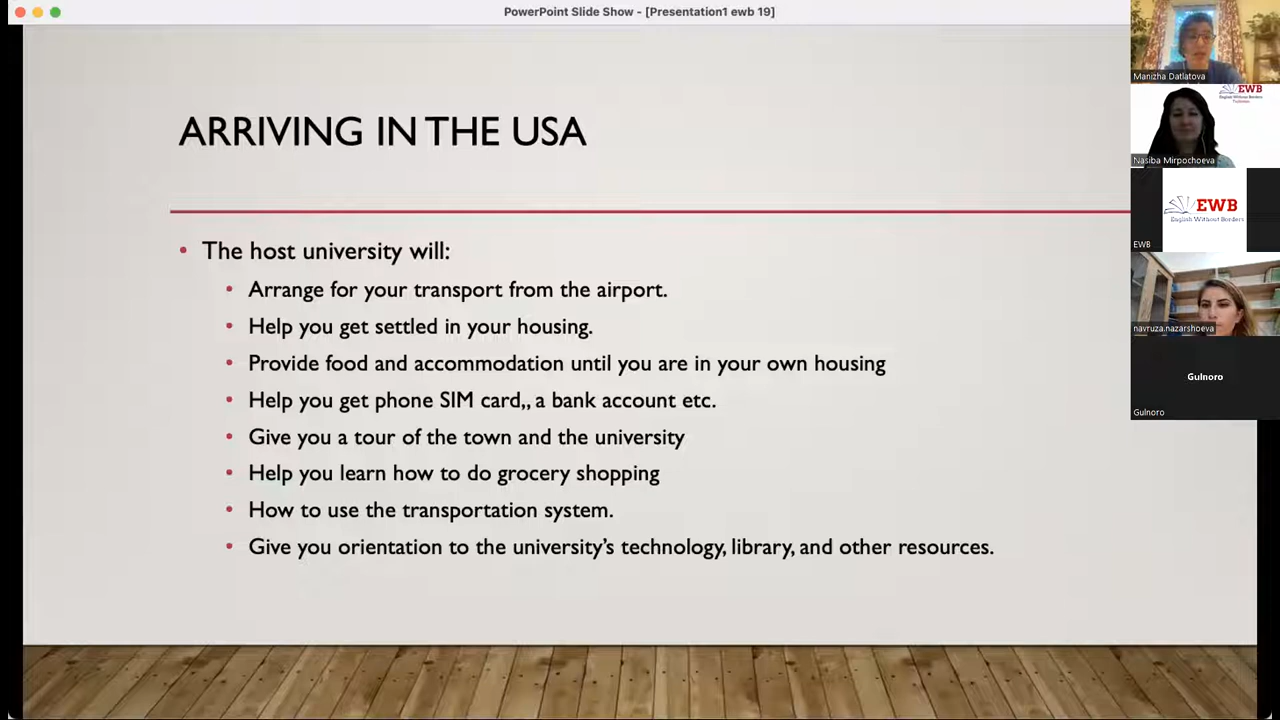 PowerPoint Slide Show - [Presentation1 ewb 19]
ARRIVING IN THE USA
• The host university will:
• Arrange for your transport from the airport.
• Help you get settled in your housing.
• Provide food and accommodation until you are in your own housing
• Help you get phone SIM card,, a bank account etc.
• Give you a tour of the town and the university
• Help you learn how to do grocery shopping
• How to use the transportation system.
• Give you orientation to the university’s technology, library, and other resources.
Manizha Datlatova
EWB
English Without Borders
Nasiba Mirpochoeva
EWB
English Without Borders
EWB
navruza.nazarshoeva
Gulnoro
Gulnoro